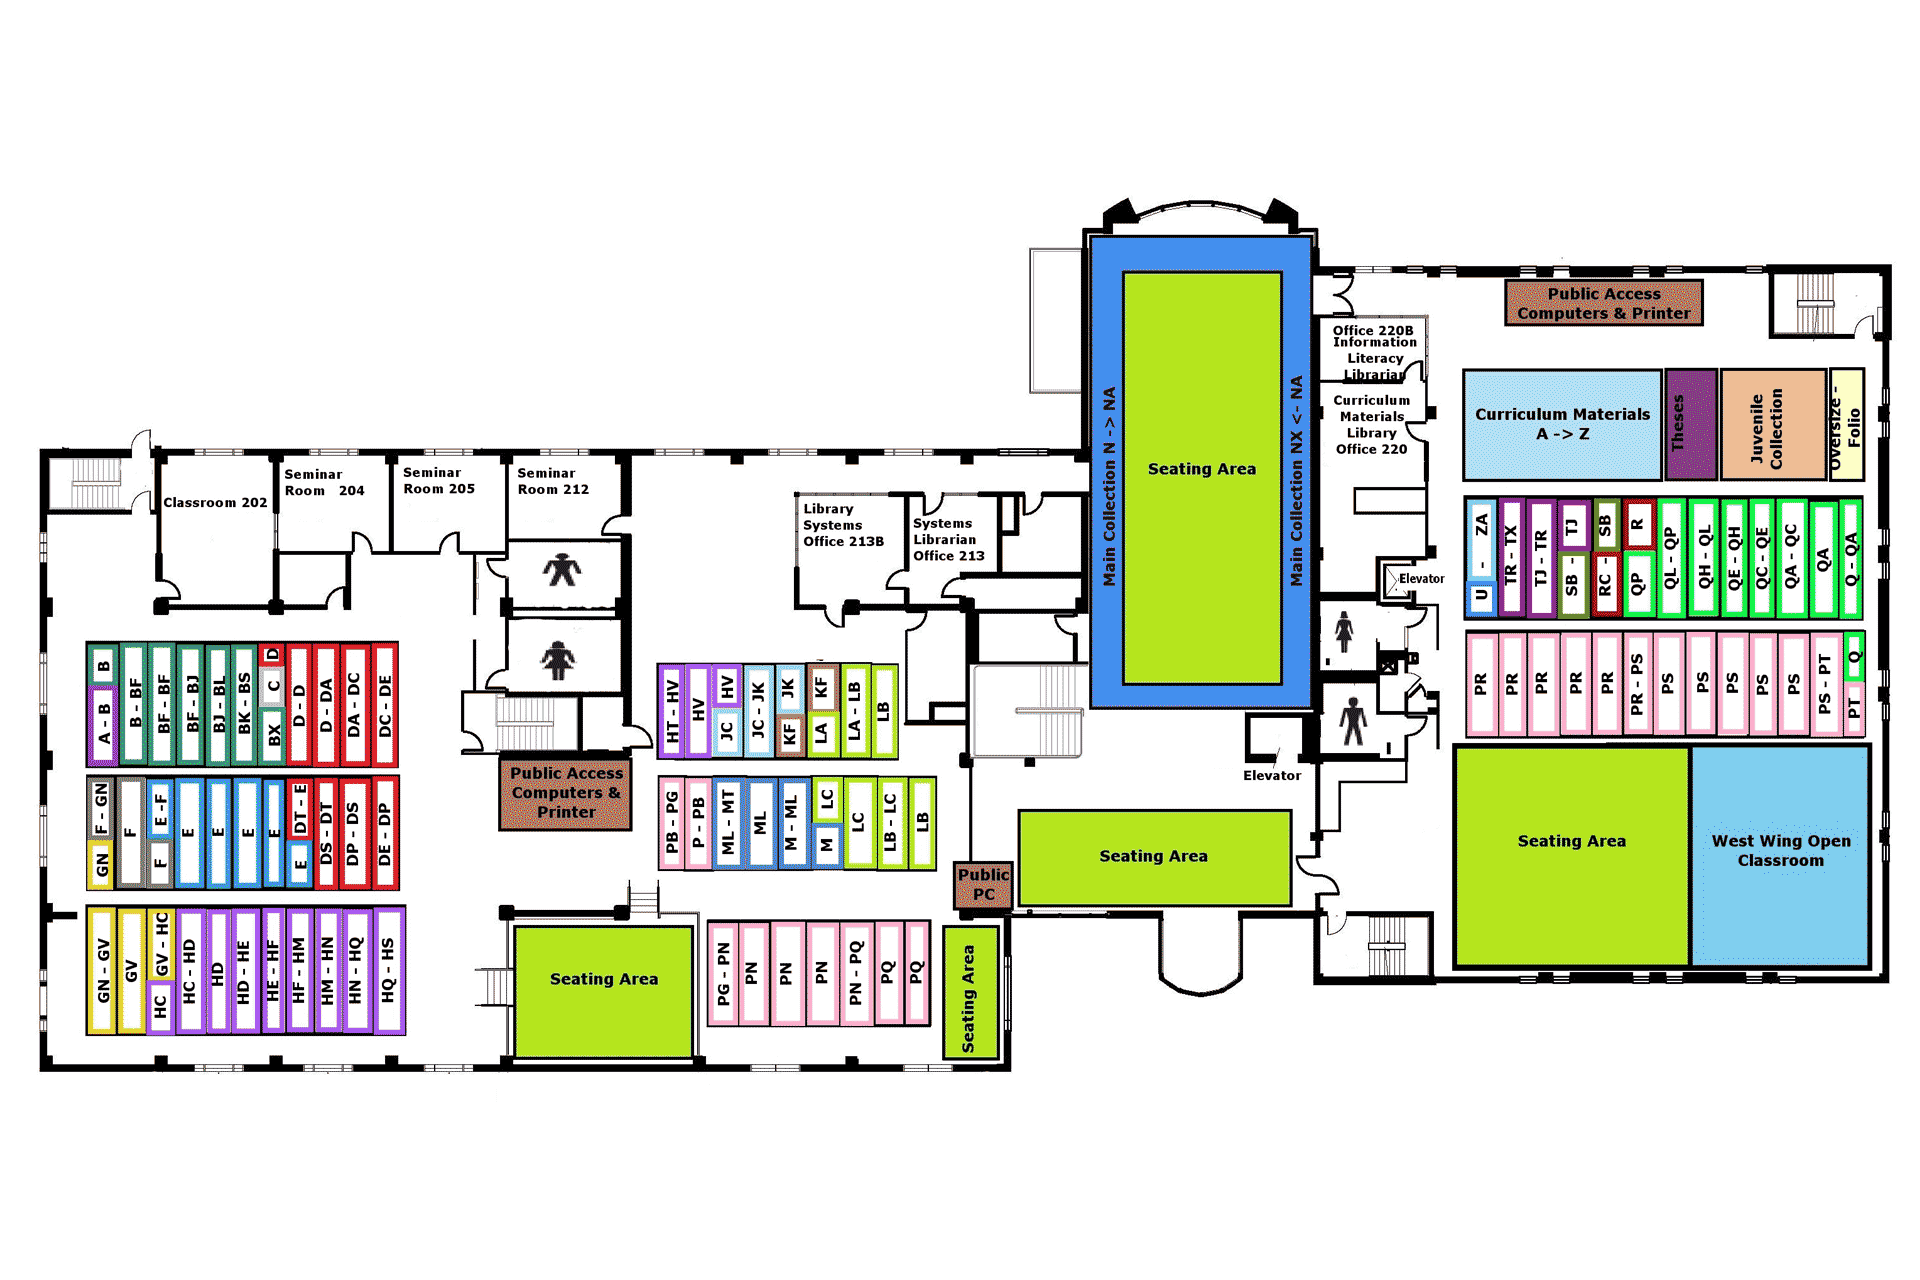 Public Access
Computers & Printer
Office 220B
Information
Literacy
Librarian
Curriculum
Materials
Library
Office 220
Main Collection N -> NA
Seating Area
Main Collection NX <- NA
Curriculum Materials
A -> Z
Theses
Juvenile
Collection
Oversize -
Folio
Classroom 202
Seminar
Room 204
Seminar
Room 205
Seminar
Room 212
Library
Systems
Office 213B
Systems
Librarian
Office 213
Elevator
U - ZA
TR - TX
TJ - TR
TJ
SB -
SB
RC -
R
QP
QL - QP
QH - QL
QE - QH
QC - QE
QA - QC
QA
Q - QA
B
A - B
B - BF
BF - BF
BF - BJ
BJ - BL
BK - BS
D
C
BX
D - D
D - DA
DA - DC
DC - DE
HT - HV
HV
HV
JC
JC - JK
JK
KF
KF
LA
LA - LB
LB
PR
PR
PR
PR
PR
PR - PS
PS
PS
PS
PS
PS
PS - PT
Q
PT
Elevator
Public Access
Computers &
Printer
F - GN
GN
F
E - F
F
E
E
E
E
DT - E
E
DS - DT
DP - DS
DE - DP
PB - PG
P - PB
ML - MT
ML
M - ML
LC
M
LC
LB - LC
LB
Public
PC
Seating Area
Seating Area
West Wing Open
Classroom
GN - GV
GV
GV - HC
HC
HC - HD
HD
HD - HE
HE - HF
HF - HM
HM - HN
HN - HQ
HQ - HS
Seating Area
PG - PN
PN
PN
PN
PN - PQ
PQ
PQ
Seating Area